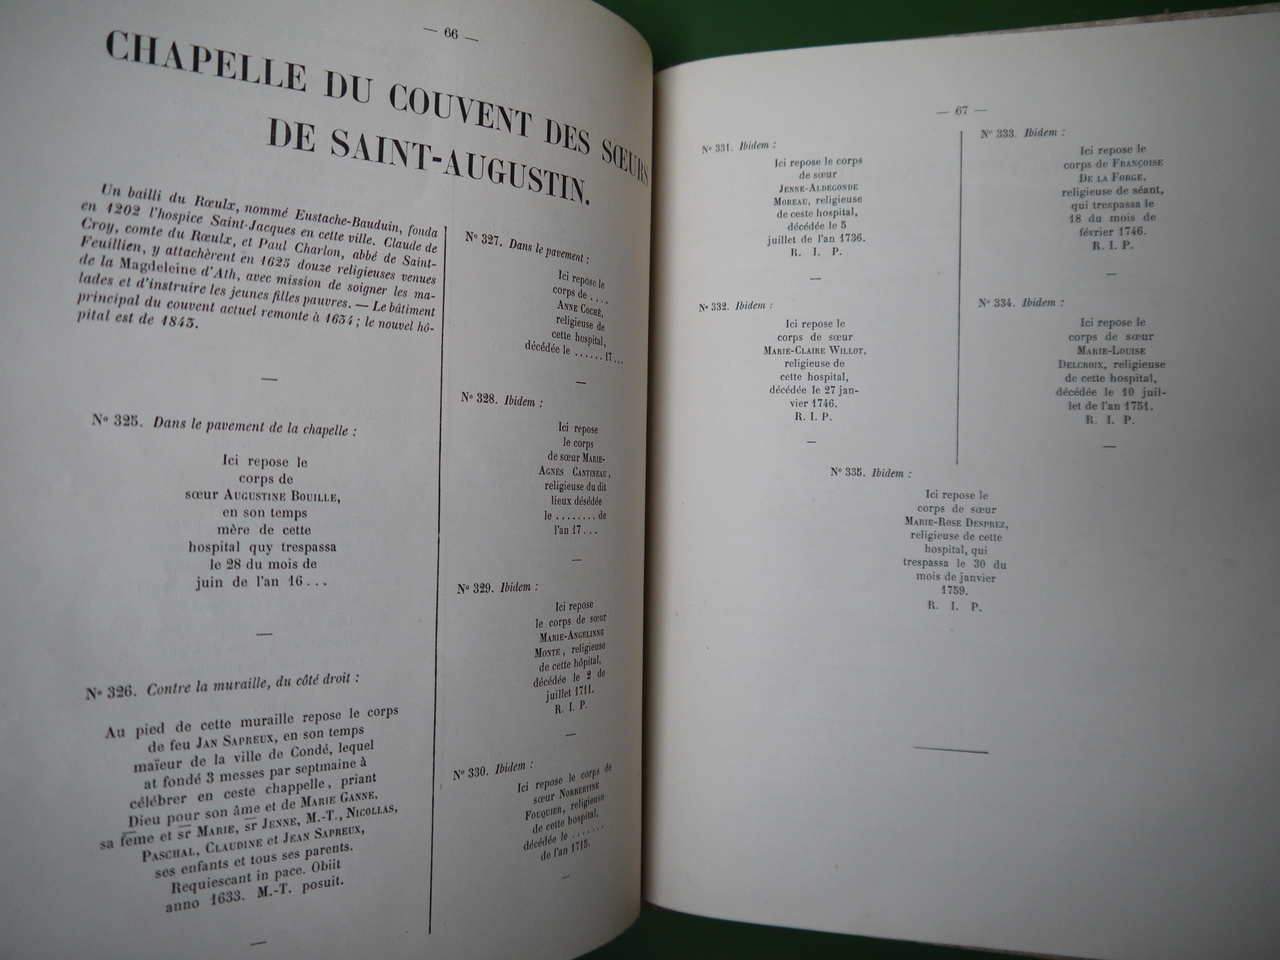 — 66 —
CHAPELLE DU COUVENT DES SŒURS
DE SAINT-AUGUSTIN.
Un bailli du Rœulx, nommé Eustache-Bauduin, fonda
en 1202 l'hospice Saint-Jacques en cette ville. Claude de
Croy, comte du Rœulx, et Paul Charlon, abbé de Saint-
Feuillien, y attachèrent en 1625 douze religieuses venues
de la Magdeleine d'Ath, avec mission de soigner les ma-
lades et d'instruire les jeunes filles pauvres. — Le bâtiment
principal du couvent actuel remonte à 1634 ; le nouvel hô-
pital est de 1843.
—
No 325. Dans le pavement de la chapelle :
Ici repose le
corps de
sœur AUGUSTINE BOUILLE,
en son temps
mère de cette
hospital quy trespassa
le 28 du mois de
juin de l'an 16...
—
No 326. Contre la muraille, du côté droit :
Au pied de cette muraille repose le corps
de feu JAN SAPREUX, en son temps
maïeur de la ville de Condé, lequel
at fondé 3 messes par septmaine à
célébrer en ceste chappelle, priant
Dieu pour son âme et de MARIE GANNE,
sa fem̅e et s̅r̅ MARIE, s̅r̅ JENNE, M.-T., NICOLLAS,
PASCHAL, CLAUDINE et JEAN SAPREUX,
ses enfants et tous ses parents.
Requiescant in pace. Obiit
anno 1633. M.-T. posuit.
—
No 327. Dans le pavement :
Ici repose le
corps de ....
ANNE COCHÉ,
religieuse de
cette hospital,
décédée le ...... 17...
—
No 328. Ibidem :
Ici repose
le corps
de sœur MARIE-
AGNÈS CANTINEAU,
religieuse du dit
lieux désédée
le ........ de
l'an 17...
—
No 329. Ibidem :
Ici repose
le corps de sœur
MARIE-ANGELINNE
MONTE, religieuse
de cette hôpital,
décédée le 2 de
juillet 1711.
R. I. P.
—
No 330. Ibidem :
Ici repose le corps de
sœur NORBERTINE
FOUQUIER, religieuse
de cette hospital,
décédée le .......
de l'an 1715.
—
— 67 —
No 331. Ibidem :
Ici repose le corps
de sœur
JENNE-ALDEGONDE
MOREAU, religieuse
de ceste hospital,
décédée le 5
juillet de l'an 1736.
R. I. P.
—
No 332. Ibidem :
Ici repose le
corps de sœur
MARIE-CLAIRE WILLOT,
religieuse de
cette hospital,
décédée le 27 jan-
vier 1746.
R. I. P.
—
No 333. Ibidem :
Ici repose le
corps de FRANÇOISE
DE LA FORGE,
religieuse de séant,
qui trespassa le
18 du mois de
février 1746.
R. I. P.
—
No 334. Ibidem :
Ici repose le
corps de sœur
MARIE-LOUISE
DELCROIX, religieuse
de cette hospital,
décédée le 10 juil-
let de l'an 1751.
R. I. P.
—
No 335. Ibidem :
Ici repose le
corps de sœur
MARIE-ROSE DESPREZ,
religieuse de cette
hospital, qui
trespassa le 30 du
mois de janvier
1759.
R. I. P.